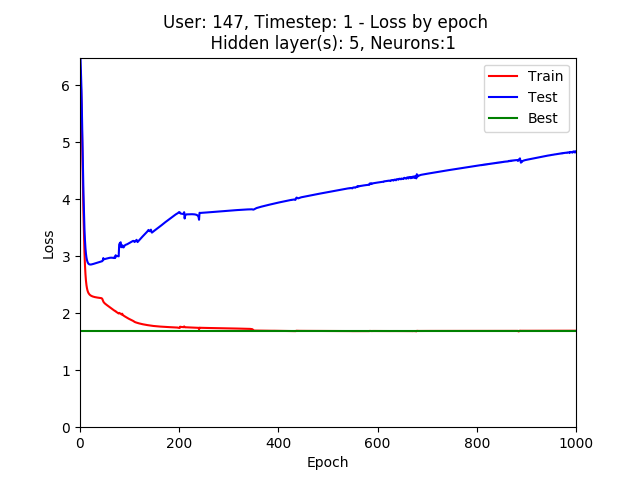 User: 147, Timestep: 1 - Loss by epoch
Hidden layer(s): 5, Neurons:1
Train
Test
Best
Loss
6
5
4
3
2
1
0
0 200 400 600 800 1000
Epoch